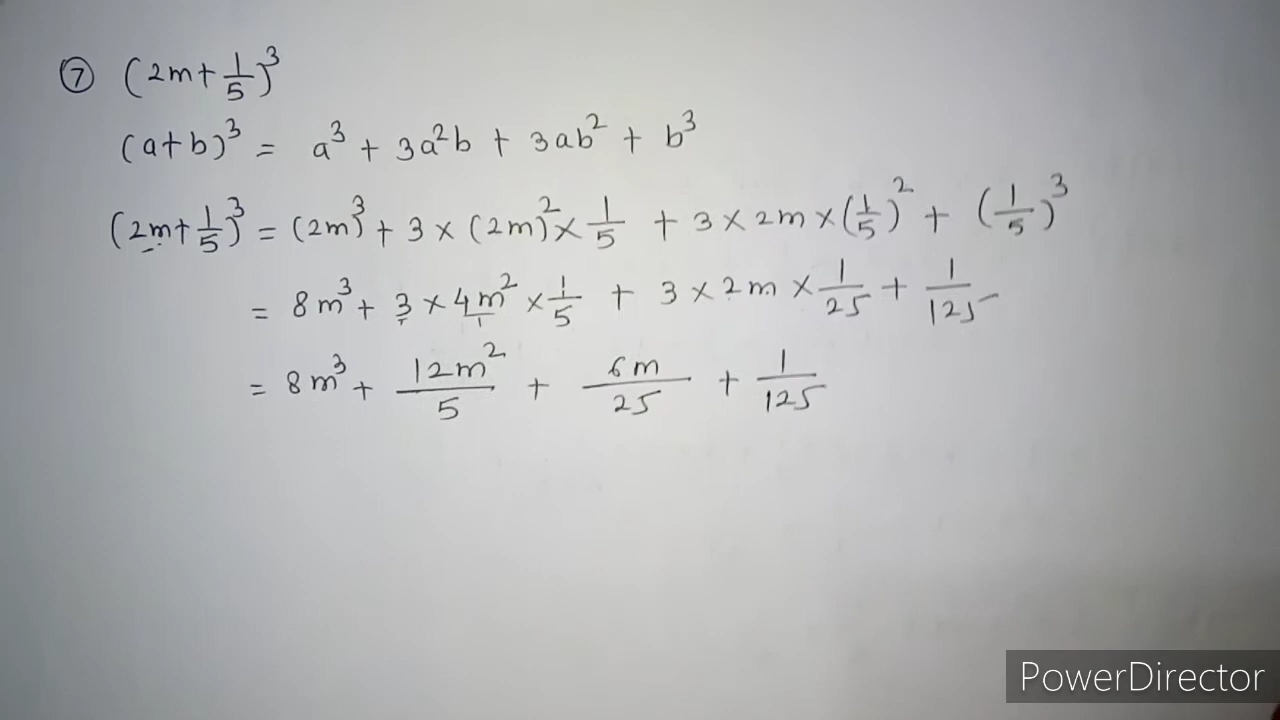 ⑦ (2m+1/5)³
(a+b)³ = a³ + 3a²b + 3ab² + b³
(2m+1/5)³ = (2m)³ + 3 × (2m)² × 1/5 + 3 × 2m × (1/5)² + (1/5)³
= 8m³ + 3 × 4m² × 1/5 + 3 × 2m × 1/25 + 1/125
= 8m³ + 12m²/5 + 6m/25 + 1/125
PowerDirector